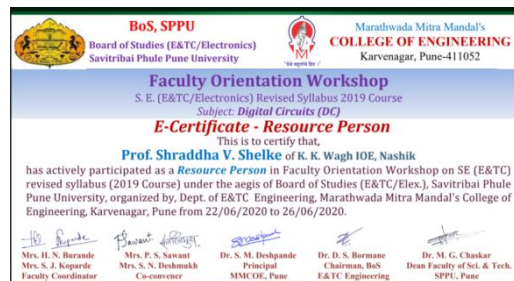 BoS, SPPU
Board of Studies (E&TC/Electronics)
Savitribai Phule Pune University
Marathwada Mitra Mandal's
COLLEGE OF ENGINEERING
Karvenagar, Pune-411052
Faculty Orientation Workshop
S. E. (E&TC/Electronics) Revised Syllabus 2019 Course
Subject: Digital Circuits (DC)
E-Certificate - Resource Person
This is to certify that,
Prof. Shraddha V. Shelke of K. K. Wagh IOE, Nashik
has actively participated as a Resource Person in Faculty Orientation Workshop on SE (E&TC)
revised syllabus (2019 Course) under the aegis of Board of Studies (E&TC/Elex.), Savitribai Phule
Pune University, organized by, Dept. of E&TC Engineering, Marathwada Mitra Mandal's College of
Engineering, Karvenagar, Pune from 22/06/2020 to 26/06/2020.
Mrs. H. N. Burande Mrs. P. S. Sawant Dr. S. M. Deshpande Dr. D. S. Bormane Dr. M. G. Chaskar
Mrs. S. J. Koparde Mrs. S. N. Deshmukh Principal Chairman, BoS Dean Faculty of Sci. & Tech.
Faculty Coordinator Co-convener MMCOE, Pune E&TC Engineering SPPU, Pune